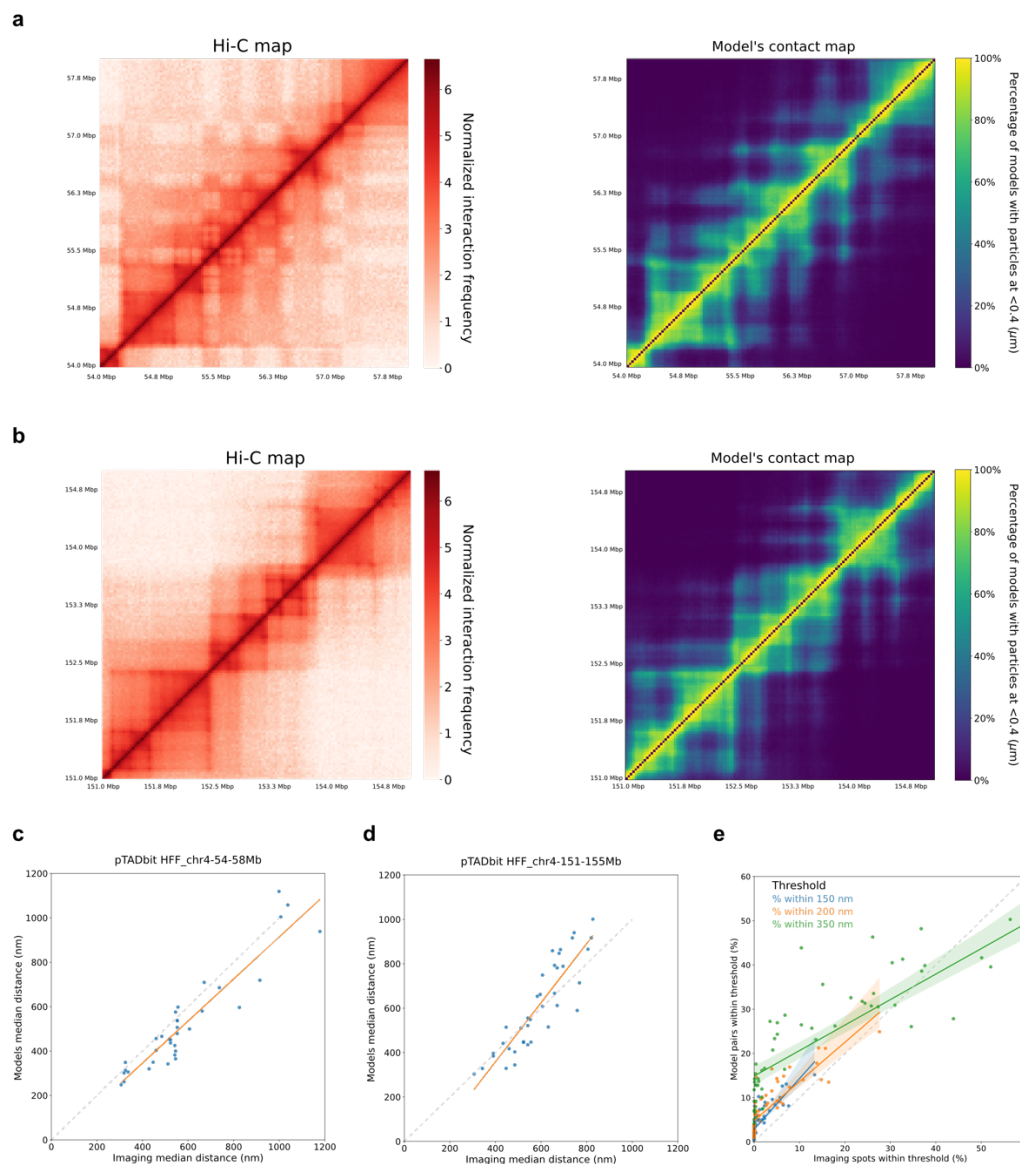 a
Hi-C map
57.8 Mbp
57.0 Mbp
56.3 Mbp
55.5 Mbp
54.8 Mbp
54.0 Mbp
54.0 Mbp 54.8 Mbp 55.5 Mbp 56.3 Mbp 57.0 Mbp 57.8 Mbp
6
5
4
3
2
1
0
Normalized interaction frequency
Model's contact map
57.8 Mbp
57.0 Mbp
56.3 Mbp
55.5 Mbp
54.8 Mbp
54.0 Mbp
54.0 Mbp 54.8 Mbp 55.5 Mbp 56.3 Mbp 57.0 Mbp 57.8 Mbp
100%
80%
60%
40%
20%
0%
Percentage of models with particles at <0.4 (μm)
b
Hi-C map
154.8 Mbp
154.0 Mbp
153.3 Mbp
152.5 Mbp
151.8 Mbp
151.0 Mbp
151.0 Mbp 151.8 Mbp 152.5 Mbp 153.3 Mbp 154.0 Mbp 154.8 Mbp
6
5
4
3
2
1
0
Normalized interaction frequency
Model's contact map
154.8 Mbp
154.0 Mbp
153.3 Mbp
152.5 Mbp
151.8 Mbp
151.0 Mbp
151.0 Mbp 151.8 Mbp 152.5 Mbp 153.3 Mbp 154.0 Mbp 154.8 Mbp
100%
80%
60%
40%
20%
0%
Percentage of models with particles at <0.4 (μm)
c
pTADbit HFF_chr4-54-58Mb
1200
1000
800
600
400
200
0
Models median distance (nm)
0 200 400 600 800 1000 1200
Imaging median distance (nm)
d
pTADbit HFF_chr4-151-155Mb
1200
1000
800
600
400
200
0
Models median distance (nm)
0 200 400 600 800 1000 1200
Imaging median distance (nm)
e
Threshold
% within 150 nm
% within 200 nm
% within 350 nm
60
50
40
30
20
10
0
Model pairs within threshold (%)
0 10 20 30 40 50
Imaging spots within threshold (%)